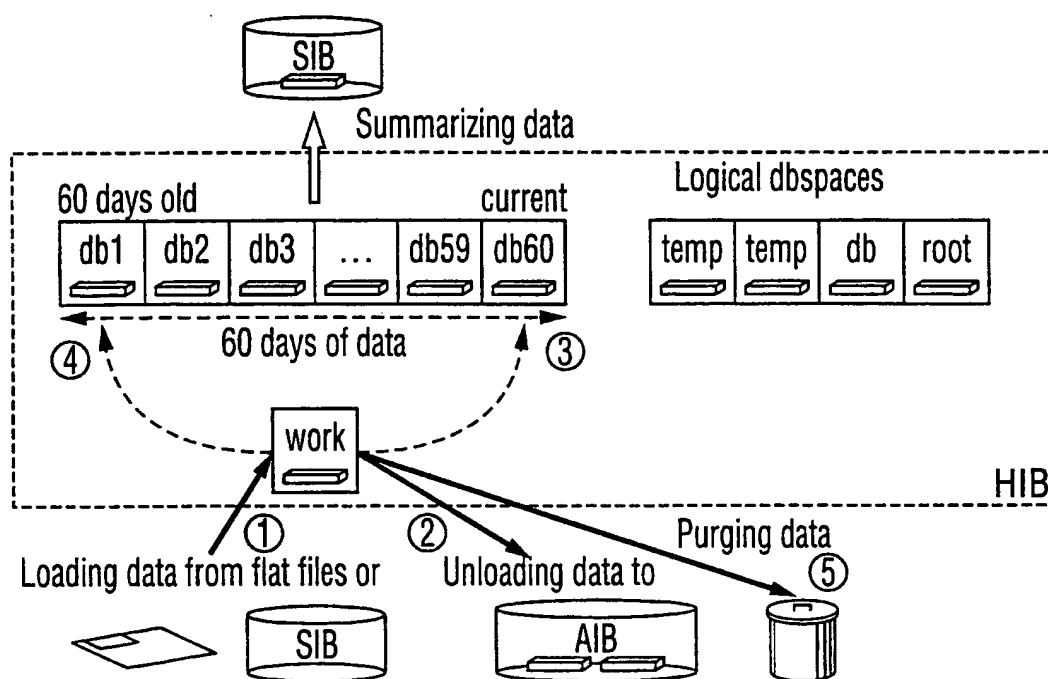 SIB
Summarizing data
60 days old
current
Logical dbspaces
db1 db2 db3 ... db59 db60
temp temp db root
④ 60 days of data ③
work
HIB
① ②
Purging data
Loading data from flat files or
Unloading data to
⑤
SIB
AIB